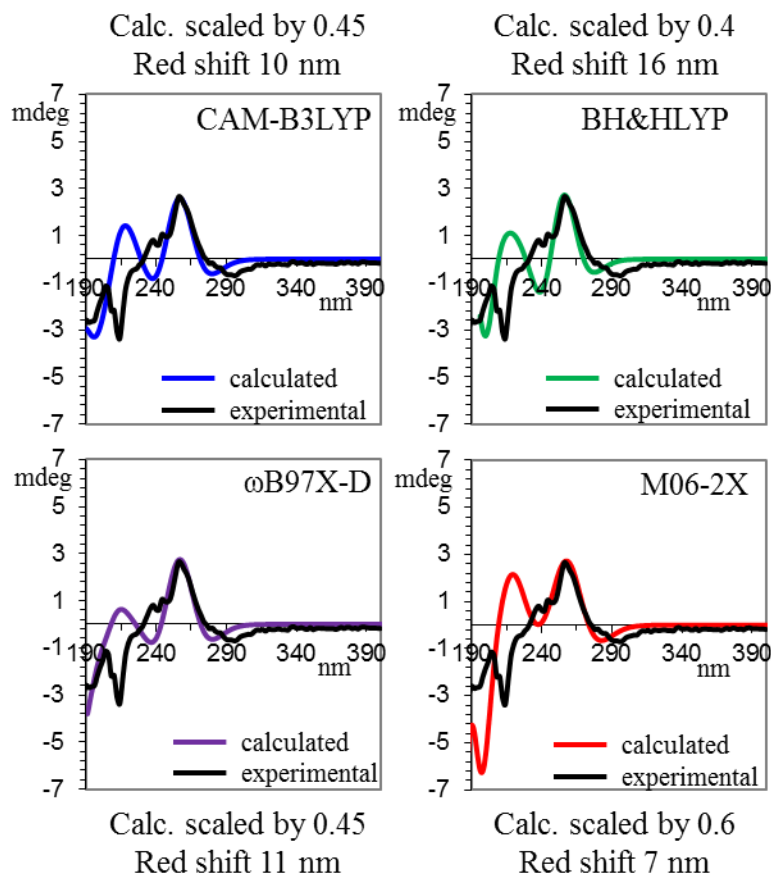 Calc. scaled by 0.45
Red shift 10 nm
Calc. scaled by 0.4
Red shift 16 nm
7
mdeg
5
3
1
-1
-3
-5
-7
CAM-B3LYP
190 240 290 340 390
nm
calculated
experimental
7
mdeg
5
3
1
-1
-3
-5
-7
BH&HLYP
190 240 290 340 390
nm
calculated
experimental
7
mdeg
5
3
1
-1
-3
-5
-7
ωB97X-D
190 240 290 340 390
nm
calculated
experimental
7
mdeg
5
3
1
-1
-3
-5
-7
M06-2X
190 240 290 340 390
nm
calculated
experimental
Calc. scaled by 0.45
Red shift 11 nm
Calc. scaled by 0.6
Red shift 7 nm